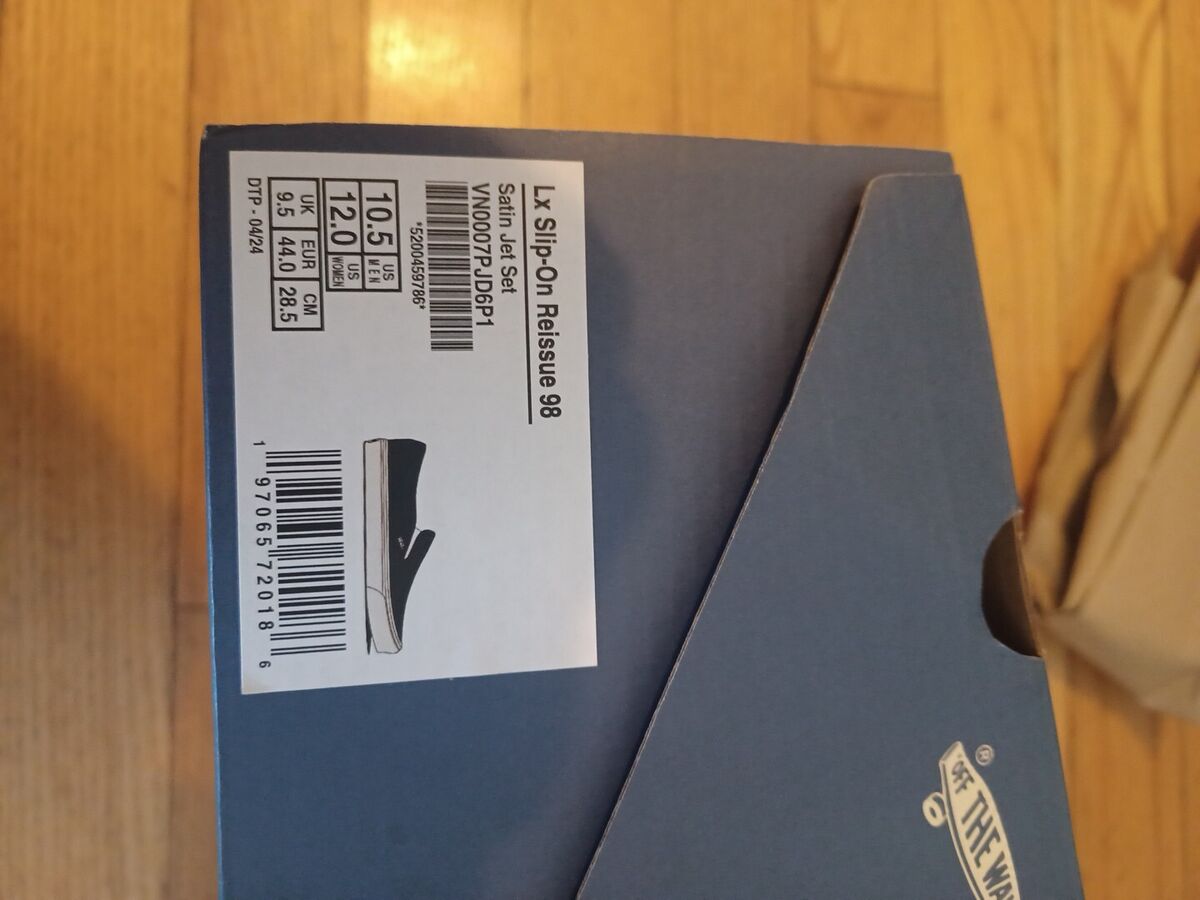 Lx Slip-On Reissue 98
Satin Jet Set
VN0007PJD6P1
*5200459786*
10.5 US MEN
12.0 US WOMEN
UK EUR CM
9.5 44.0 28.5
DTP - 04/24
1 97065 72018 6
®
"OFF THE WA